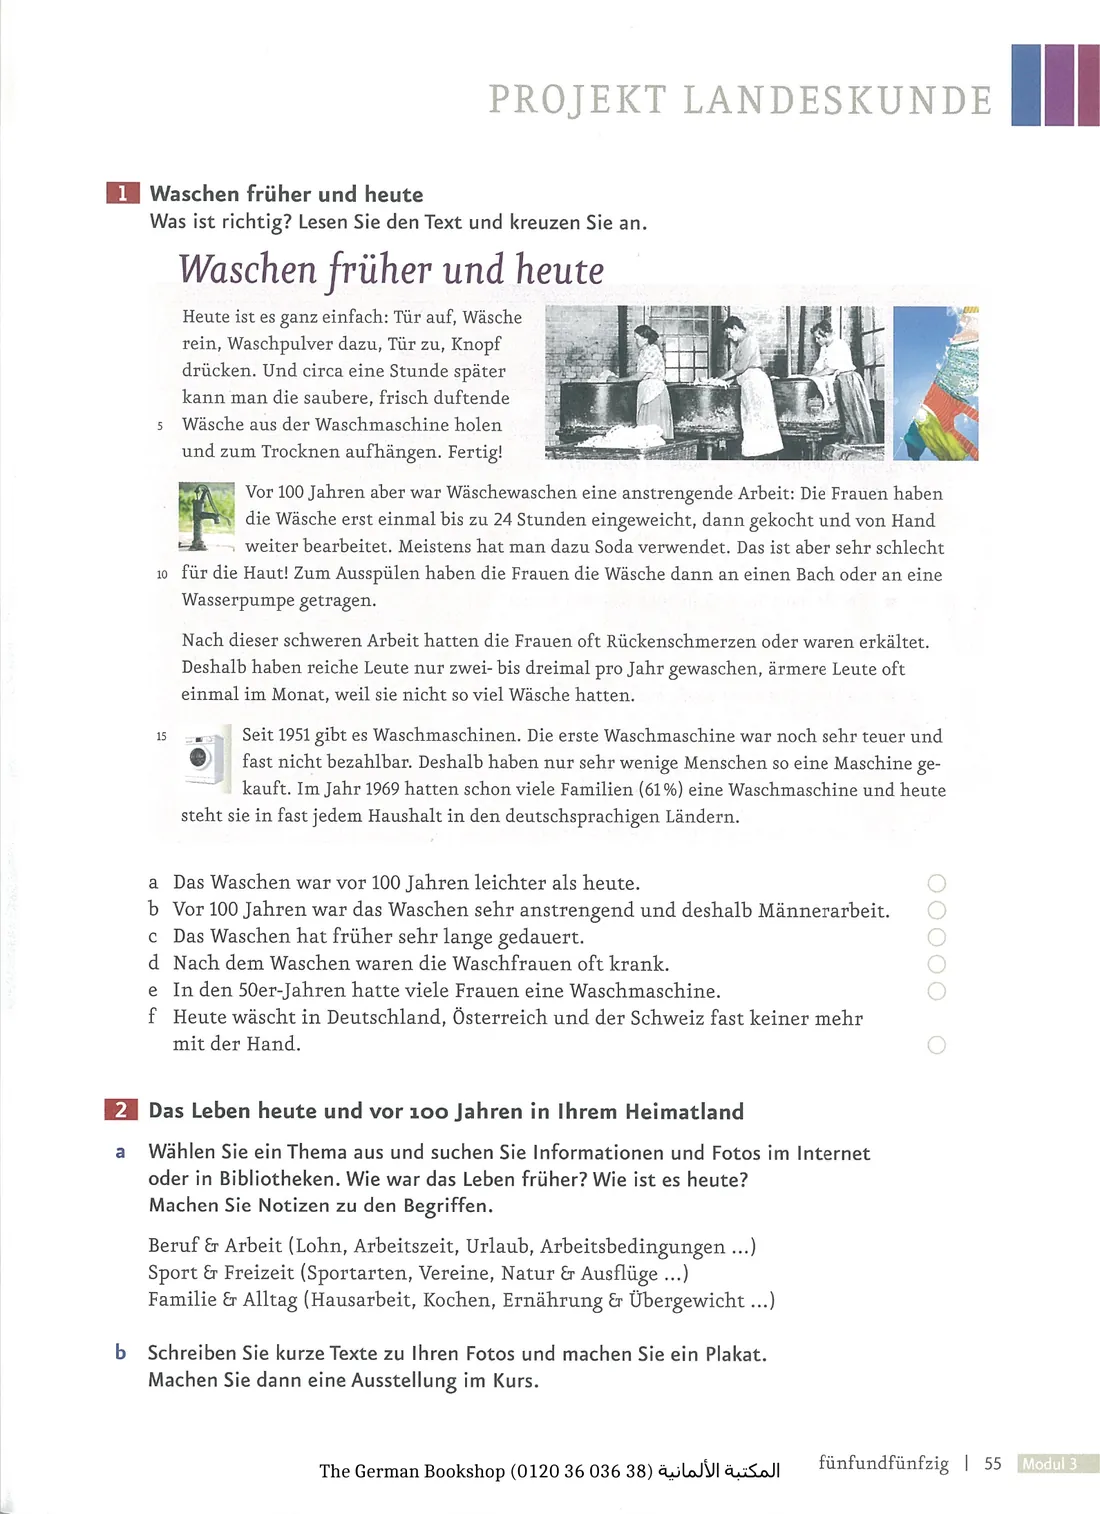 PROJEKT LANDESKUNDE
1 Waschen früher und heute
Was ist richtig? Lesen Sie den Text und kreuzen Sie an.
Waschen früher und heute
Heute ist es ganz einfach: Tür auf, Wäsche
rein, Waschpulver dazu, Tür zu, Knopf
drücken. Und circa eine Stunde später
kann man die saubere, frisch duftende
5 Wäsche aus der Waschmaschine holen
und zum Trocknen aufhängen. Fertig!
Vor 100 Jahren aber war Wäschewaschen eine anstrengende Arbeit: Die Frauen haben
die Wäsche erst einmal bis zu 24 Stunden eingeweicht, dann gekocht und von Hand
weiter bearbeitet. Meistens hat man dazu Soda verwendet. Das ist aber sehr schlecht
10 für die Haut! Zum Ausspülen haben die Frauen die Wäsche dann an einen Bach oder an eine
Wasserpumpe getragen.
Nach dieser schweren Arbeit hatten die Frauen oft Rückenschmerzen oder waren erkältet.
Deshalb haben reiche Leute nur zwei- bis dreimal pro Jahr gewaschen, ärmere Leute oft
einmal im Monat, weil sie nicht so viel Wäsche hatten.
15 Seit 1951 gibt es Waschmaschinen. Die erste Waschmaschine war noch sehr teuer und
fast nicht bezahlbar. Deshalb haben nur sehr wenige Menschen so eine Maschine ge-
kauft. Im Jahr 1969 hatten schon viele Familien (61 %) eine Waschmaschine und heute
steht sie in fast jedem Haushalt in den deutschsprachigen Ländern.
a Das Waschen war vor 100 Jahren leichter als heute.
b Vor 100 Jahren war das Waschen sehr anstrengend und deshalb Männerarbeit.
c Das Waschen hat früher sehr lange gedauert.
d Nach dem Waschen waren die Waschfrauen oft krank.
e In den 50er-Jahren hatte viele Frauen eine Waschmaschine.
f Heute wäscht in Deutschland, Österreich und der Schweiz fast keiner mehr
mit der Hand.
2 Das Leben heute und vor 100 Jahren in Ihrem Heimatland
a Wählen Sie ein Thema aus und suchen Sie Informationen und Fotos im Internet
oder in Bibliotheken. Wie war das Leben früher? Wie ist es heute?
Machen Sie Notizen zu den Begriffen.
Beruf & Arbeit (Lohn, Arbeitszeit, Urlaub, Arbeitsbedingungen ...)
Sport & Freizeit (Sportarten, Vereine, Natur & Ausflüge ...)
Familie & Alltag (Hausarbeit, Kochen, Ernährung & Übergewicht ...)
b Schreiben Sie kurze Texte zu Ihren Fotos und machen Sie ein Plakat.
Machen Sie dann eine Ausstellung im Kurs.
fünfundfünfzig | 55 Modul 3
The German Bookshop (0120 36 036 38) المكتبة الألمانية